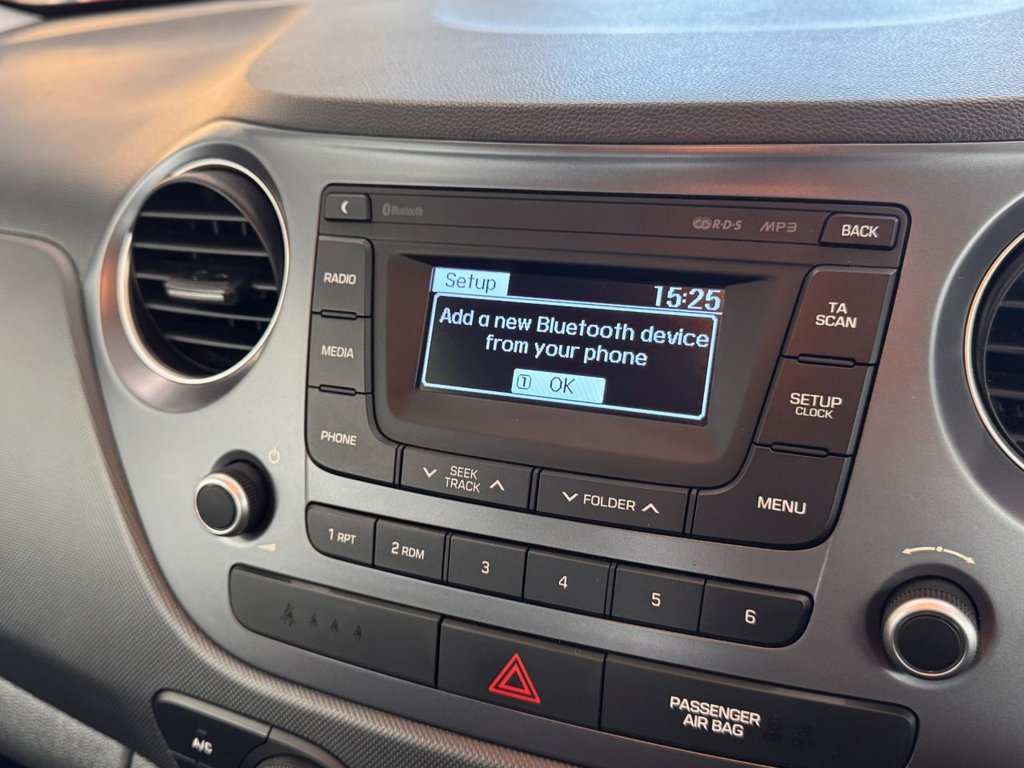 Bluetooth
R·D·S
MP3
BACK
RADIO
Setup
15:25
TA
SCAN
Add a new Bluetooth device
from your phone
MEDIA
1 OK
SETUP
CLOCK
PHONE
SEEK
TRACK
FOLDER
MENU
1 RPT
2 RDM
3
4
5
6
PASSENGER
AIR BAG
A/C